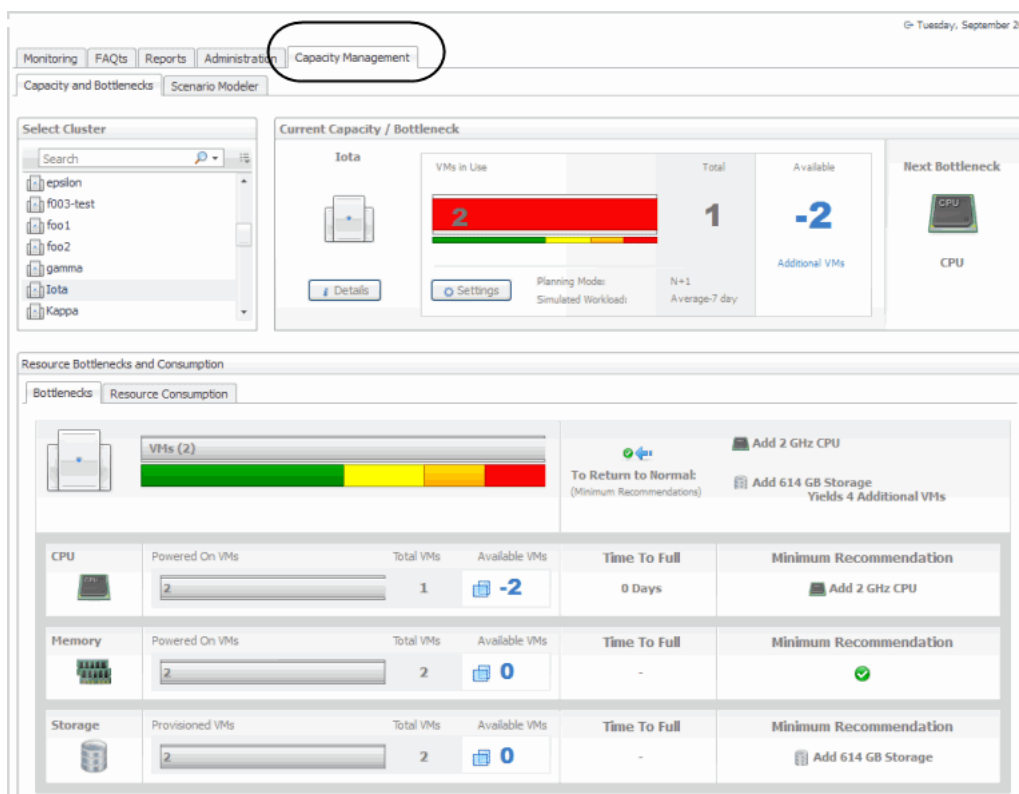 Tuesday, September 2
Monitoring FAQts Reports Administration Capacity Management
Capacity and Bottlenecks Scenario Modeler
Select Cluster
Search
epsilon
f003-test
foo1
foo2
gamma
Iota
Kappa
Current Capacity / Bottleneck
Iota
Details
VMs in Use Total Available
2 1 -2
Additional VMs
Settings
Planning Mode: N+1
Simulated Workload: Average-7 day
Next Bottleneck
CPU
CPU
Resource Bottlenecks and Consumption
Bottlenecks Resource Consumption
VMs (2)
To Return to Normal:
(Minimum Recommendations)
Add 2 GHz CPU
Add 614 GB Storage
Yields 4 Additional VMs
CPU Powered On VMs Total VMs Available VMs Time To Full Minimum Recommendation
CPU 2 1 -2 0 Days Add 2 GHz CPU
Memory Powered On VMs Total VMs Available VMs Time To Full Minimum Recommendation
2 2 0 -
Storage Provisioned VMs Total VMs Available VMs Time To Full Minimum Recommendation
2 2 0 - Add 614 GB Storage